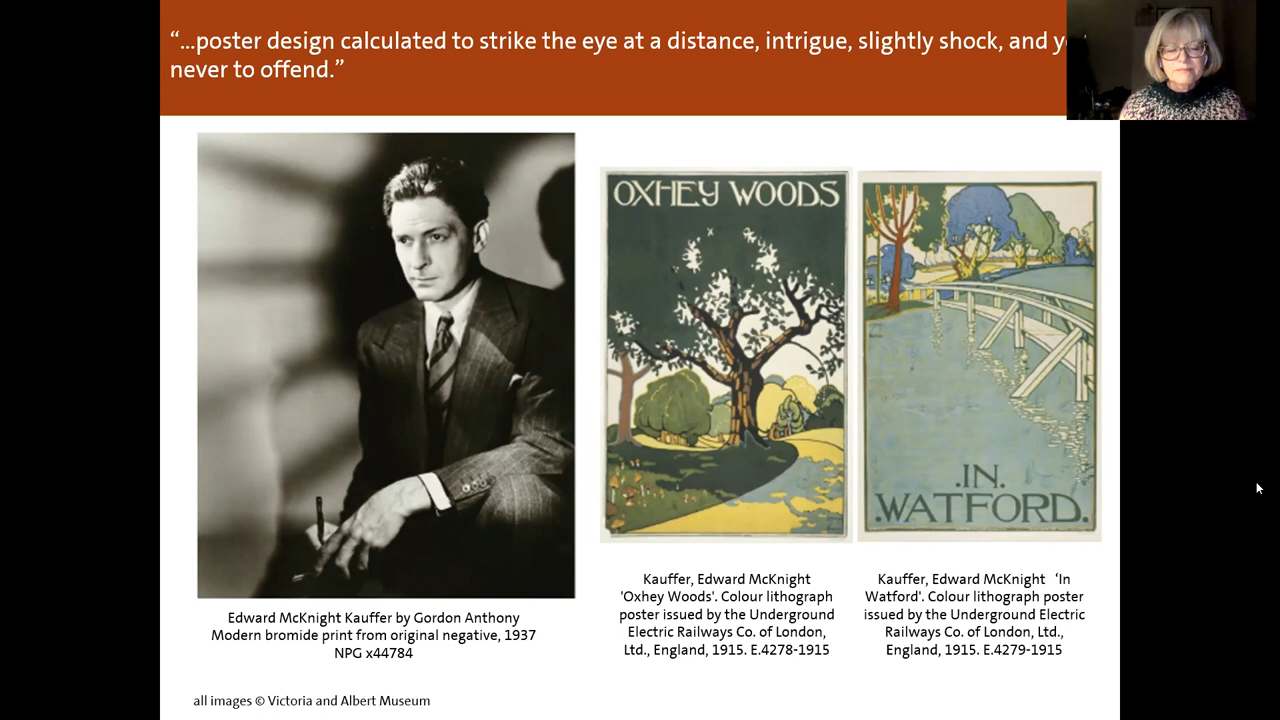 “...poster design calculated to strike the eye at a distance, intrigue, slightly shock, and
never to offend.”
OXHEY WOODS
.IN.
.WATFORD.
Edward McKnight Kauffer by Gordon Anthony
Modern bromide print from original negative, 1937
NPG x44784
Kauffer, Edward McKnight
'Oxhey Woods'. Colour lithograph
poster issued by the Underground
Electric Railways Co. of London,
Ltd., England, 1915. E.4278-1915
Kauffer, Edward McKnight ‘In
Watford'. Colour lithograph poster
issued by the Underground Electric
Railways Co. of London, Ltd.,
England, 1915. E.4279-1915
all images © Victoria and Albert Museum